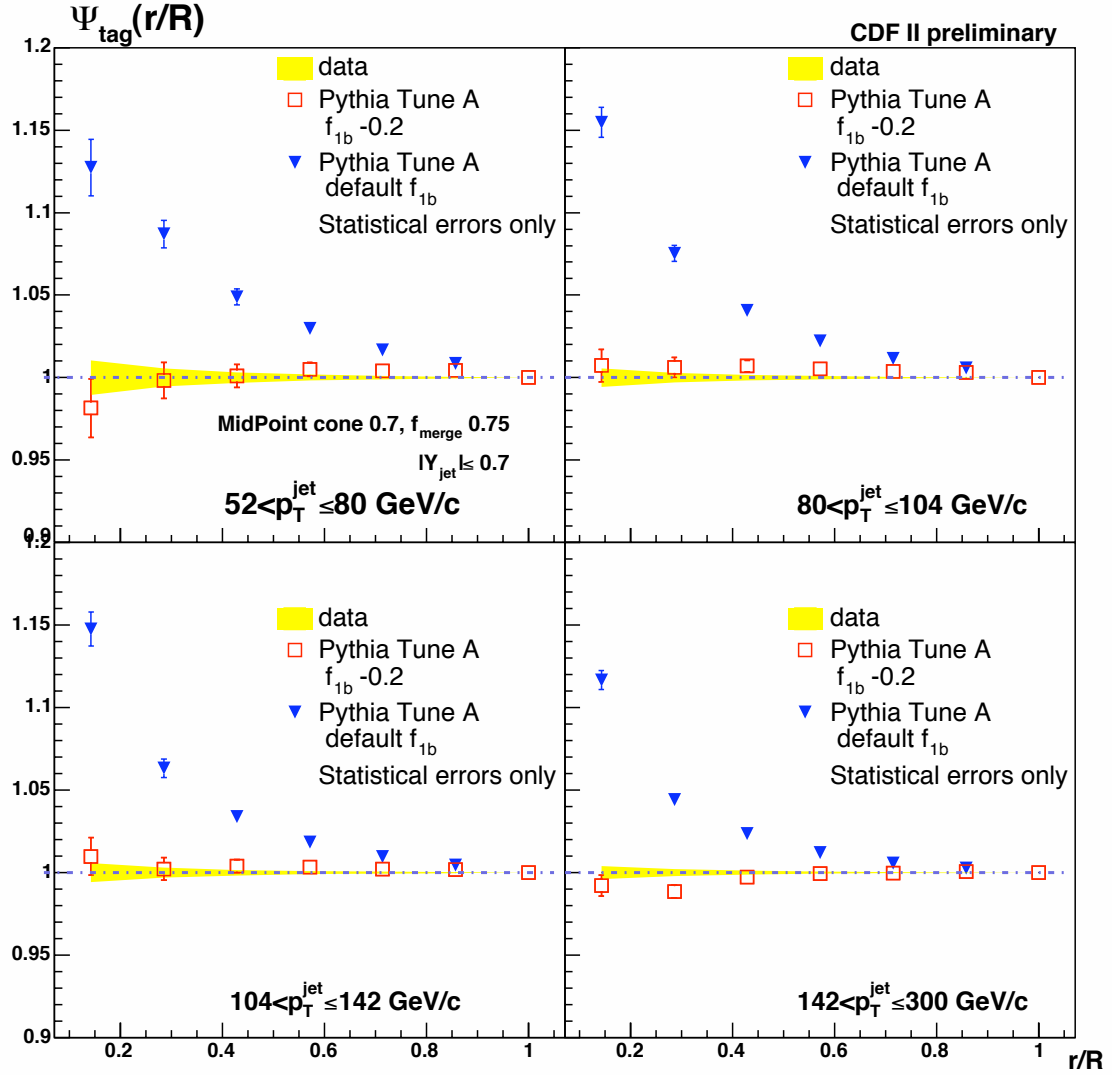 Ψtag(r/R)
CDF II preliminary
1.2
1.15
1.1
1.05
1
0.95
0.9
data
Pythia Tune A
f1b -0.2
Pythia Tune A
default f1b
Statistical errors only
MidPoint cone 0.7, fmerge 0.75
|Yjet|≤ 0.7
52<pTjet ≤80 GeV/c
data
Pythia Tune A
f1b -0.2
Pythia Tune A
default f1b
Statistical errors only
80<pTjet ≤104 GeV/c
1.2
1.15
1.1
1.05
1
0.95
0.9
data
Pythia Tune A
f1b -0.2
Pythia Tune A
default f1b
Statistical errors only
104<pTjet ≤142 GeV/c
data
Pythia Tune A
f1b -0.2
Pythia Tune A
default f1b
Statistical errors only
142<pTjet ≤300 GeV/c
0.2 0.4 0.6 0.8 1
0.2 0.4 0.6 0.8 1
r/R